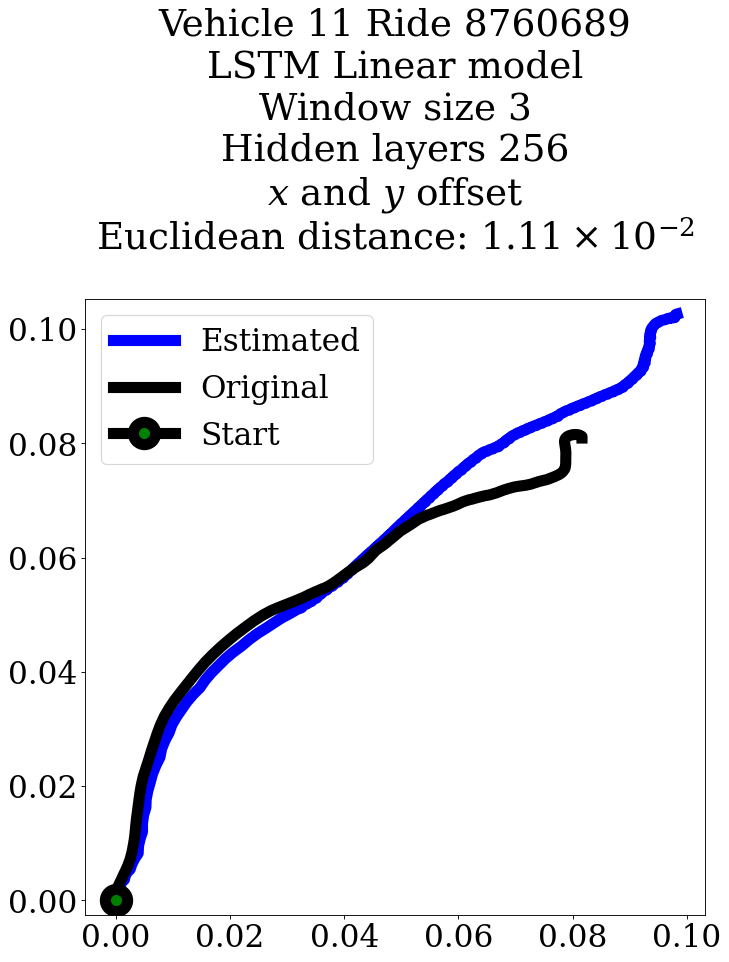 Vehicle 11 Ride 8760689
LSTM Linear model
Window size 3
Hidden layers 256
x and y offset
Euclidean distance: 1.11 × 10⁻²
Estimated
Original
Start
0.10
0.08
0.06
0.04
0.02
0.00
0.00 0.02 0.04 0.06 0.08 0.10